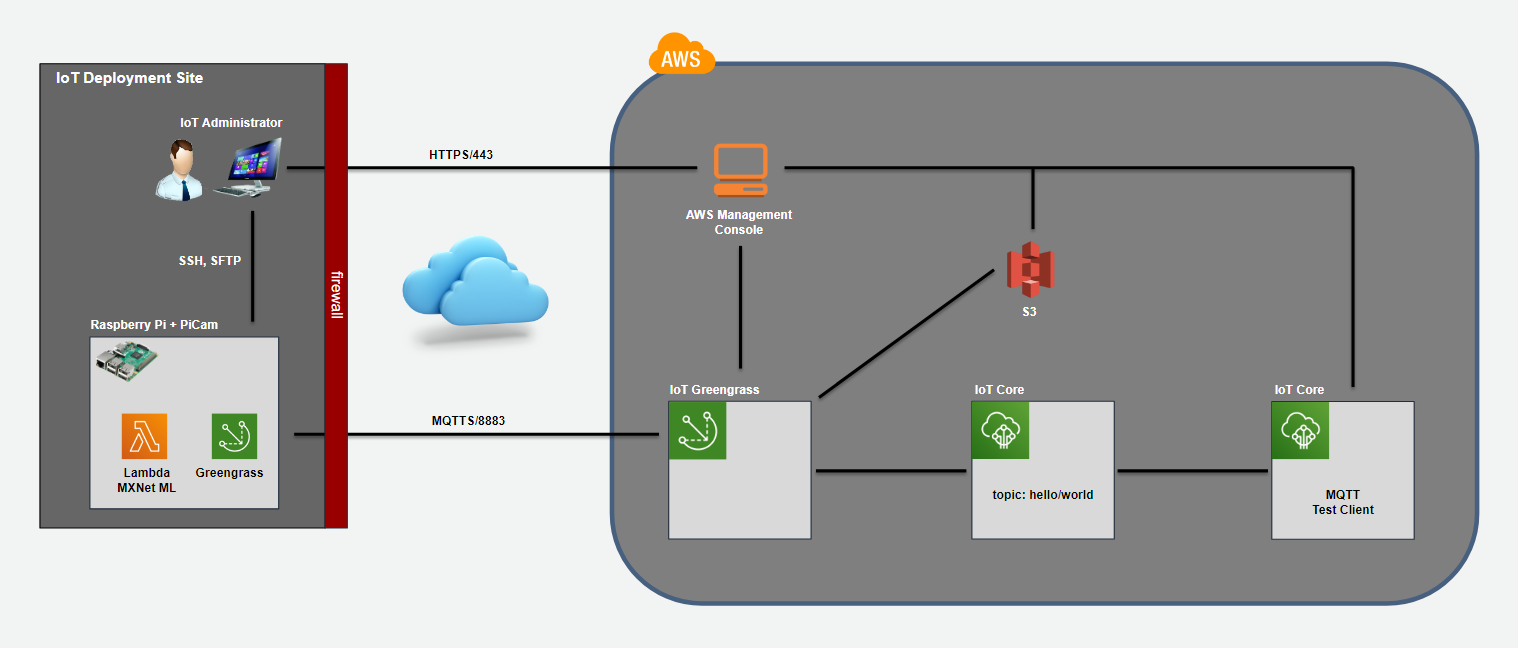 AWS
IoT Deployment Site
IoT Administrator
HTTPS/443
AWS Management
Console
SSH, SFTP
firewall
S3
Raspberry Pi + PiCam
IoT Greengrass
IoT Core
IoT Core
MQTTS/8883
Lambda
MXNet ML
Greengrass
topic: hello/world
MQTT
Test Client